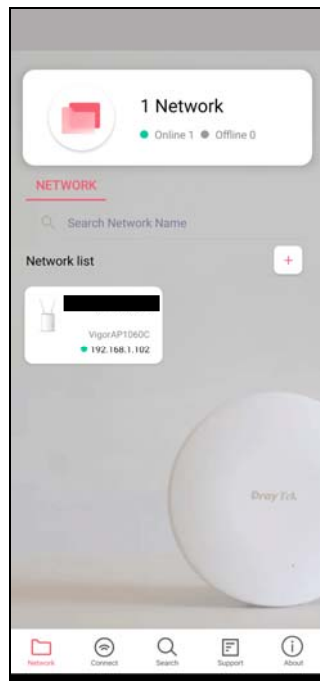 1 Network
Online 1 Offline 0
NETWORK
Search Network Name
Network list
+
VigorAP1060C
192.168.1.102
DrayTek
Network Connect Search Support About